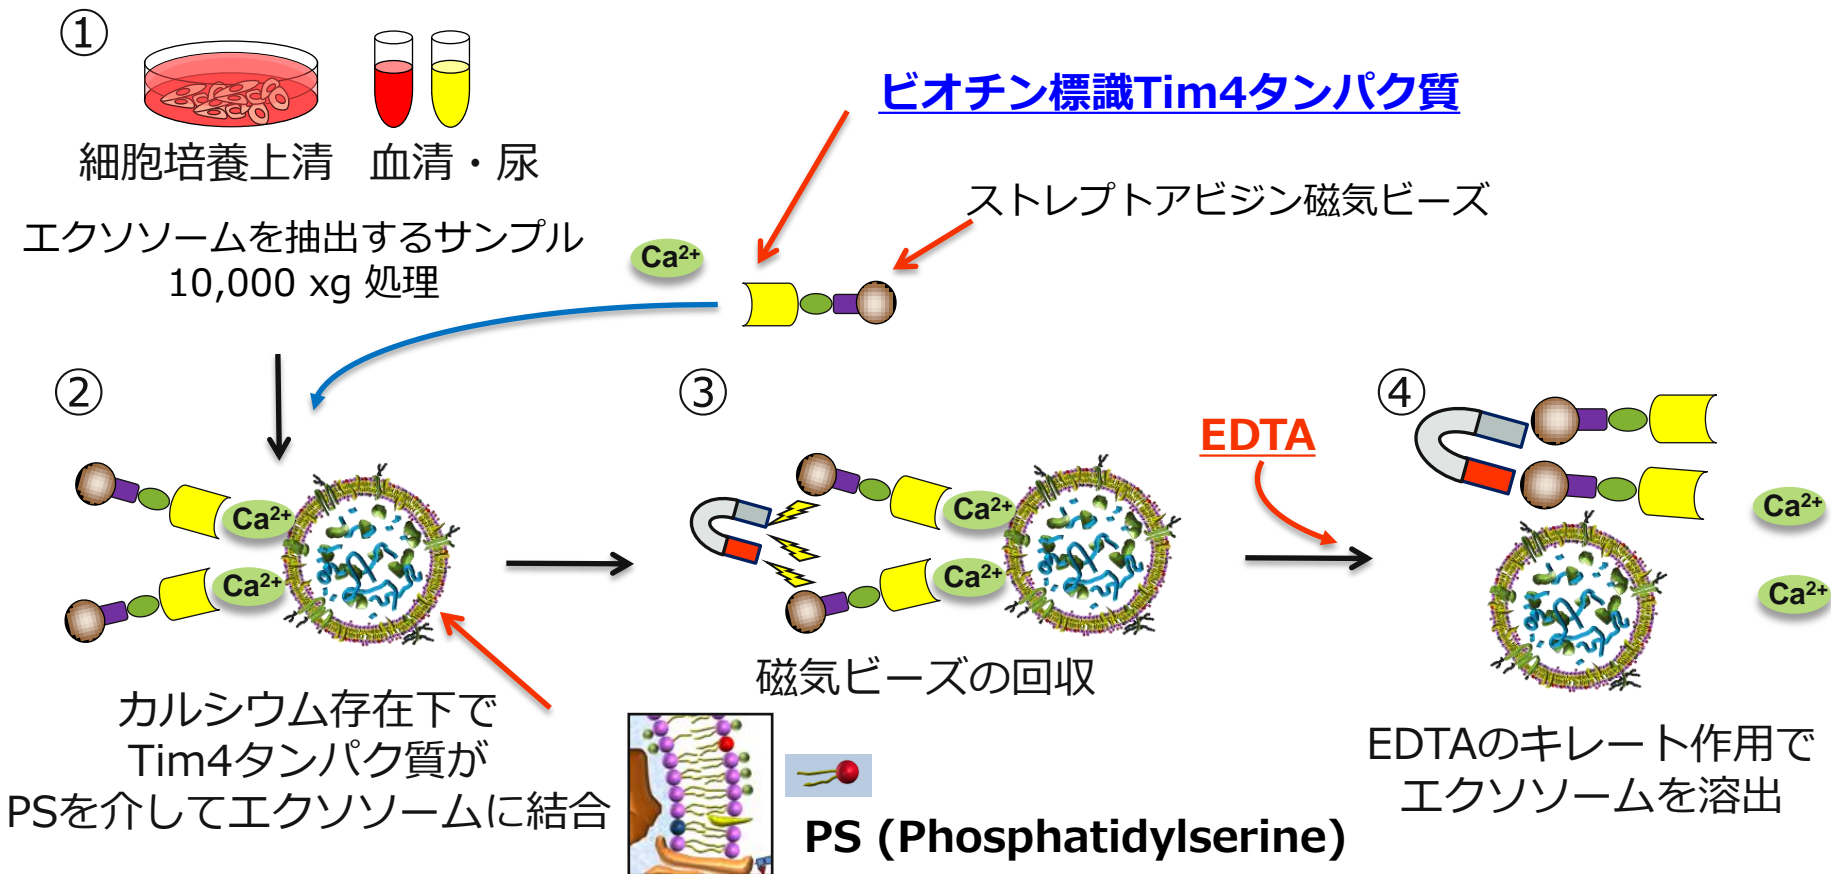 ①
細胞培養上清 血清・尿
エクソソームを抽出するサンプル
10,000 xg 処理
ビオチン標識Tim4タンパク質
ストレプトアビジン磁気ビーズ
Ca2+
②
Ca2+
Ca2+
カルシウム存在下で
Tim4タンパク質が
PSを介してエクソソームに結合
③
Ca2+
Ca2+
磁気ビーズの回収
PS (Phosphatidylserine)
EDTA
④
Ca2+
Ca2+
EDTAのキレート作用で
エクソソームを溶出